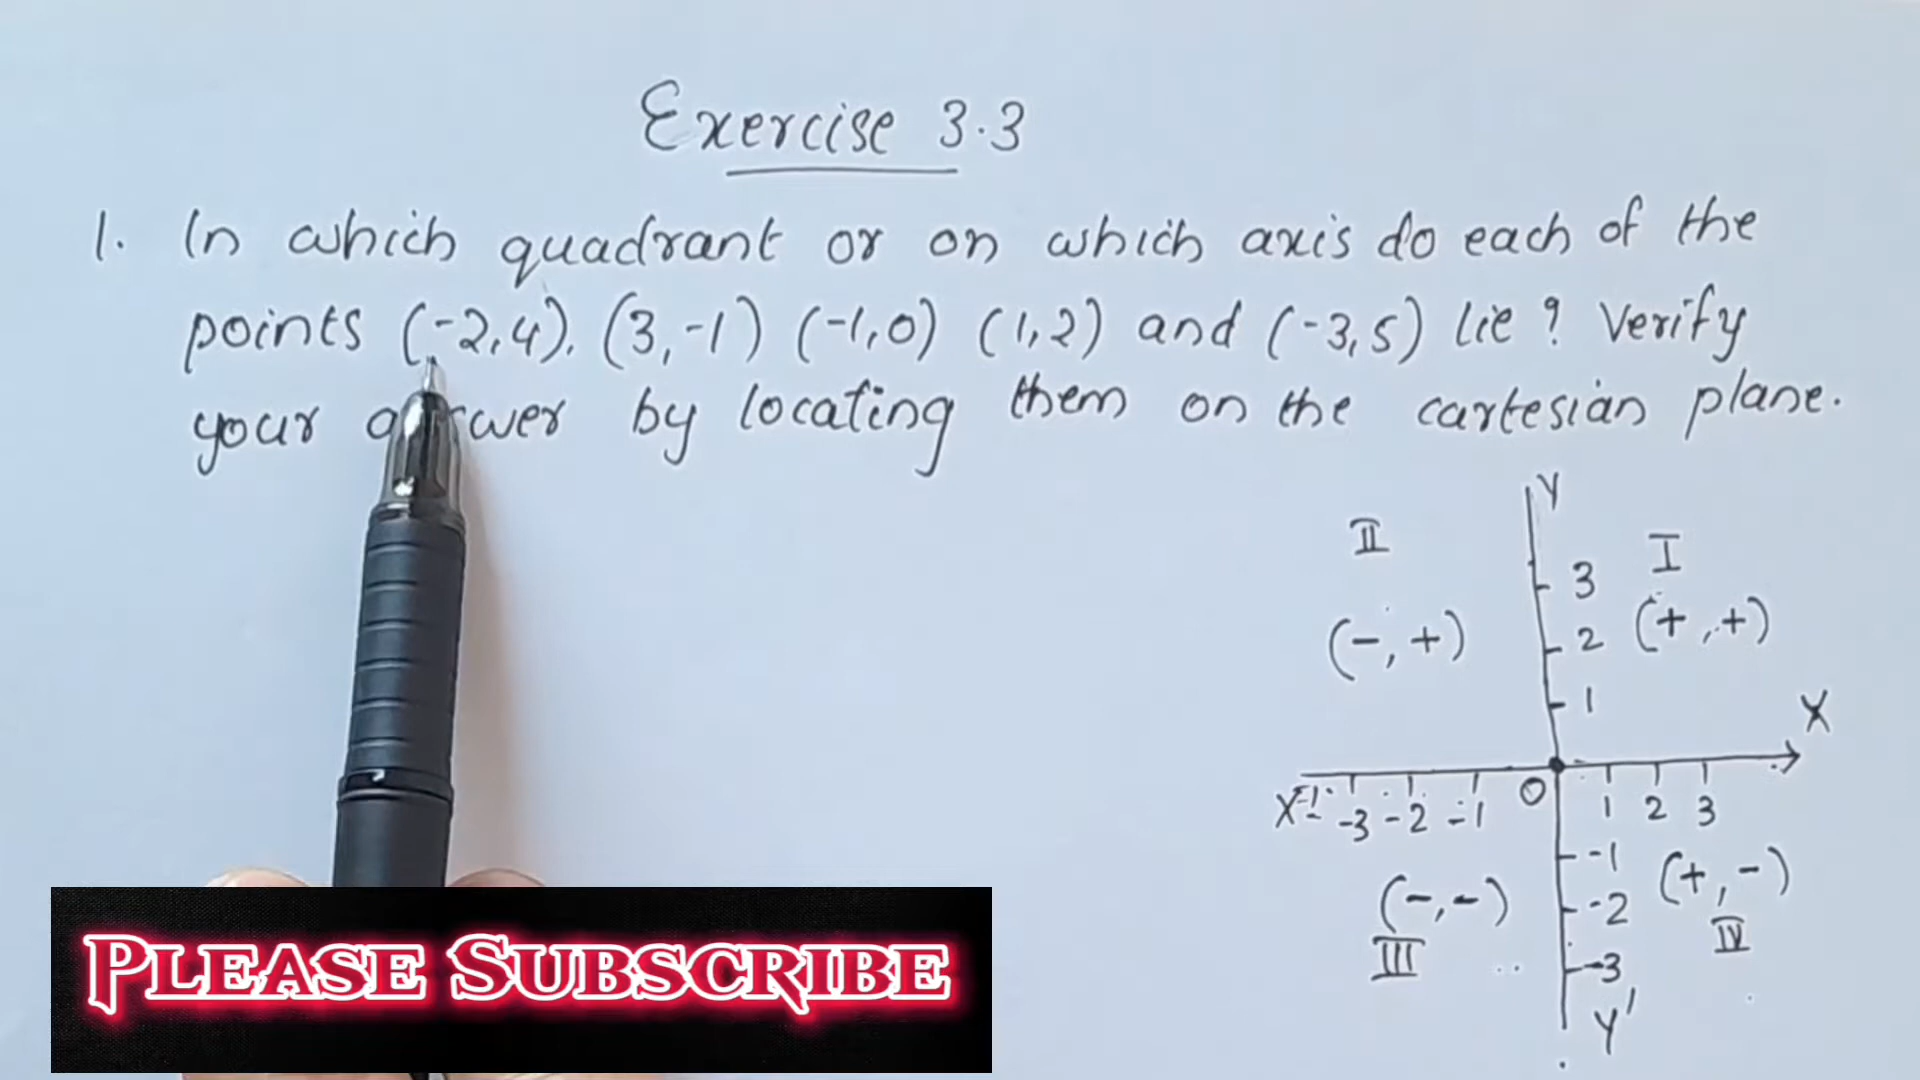 Exercise 3.3
1. In which quadrant or on which axis do each of the
points (-2,4), (3,-1) (-1,0) (1,2) and (-3,5) lie? Verify
your answer by locating them on the cartesian plane.
Y
II
I
3
(-,+)
2
(+,+)
1
X
X'
-3 -2 -1
O
1 2 3
-1
(-,-)
-2
(+,-)
III
IV
-3
Y'
PLEASE SUBSCRIBE